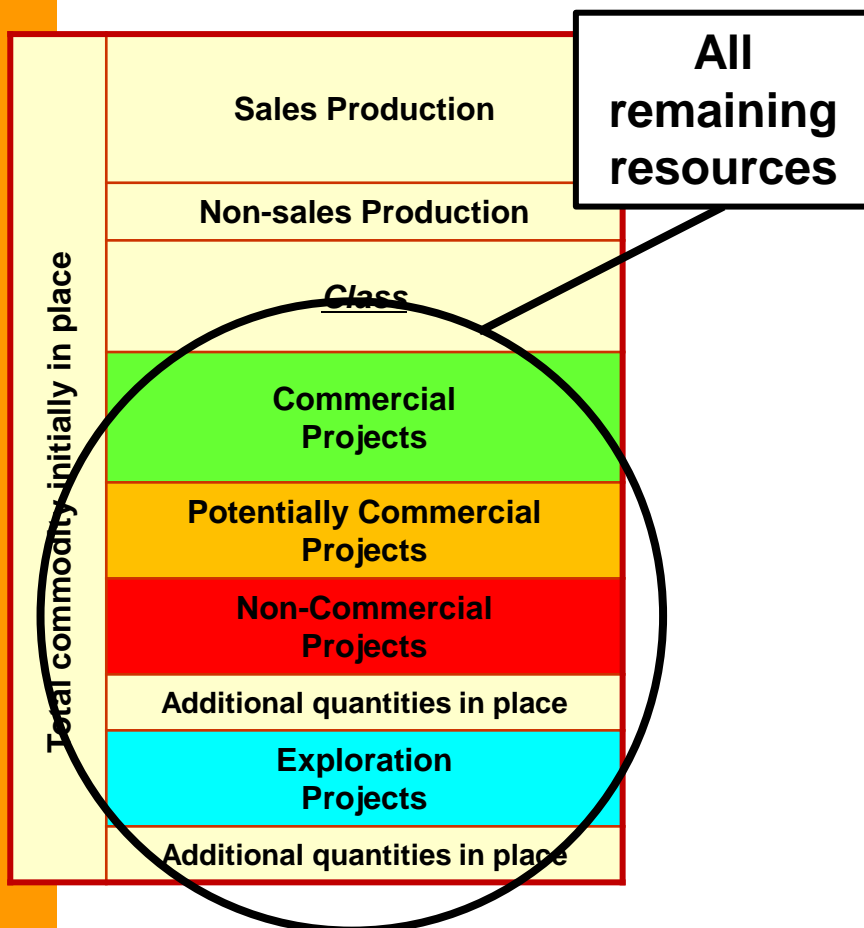 All
remaining
resources
Total commodity initially in place
Sales Production
Non-sales Production
Class
Commercial
Projects
Potentially Commercial
Projects
Non-Commercial
Projects
Additional quantities in place
Exploration
Projects
Additional quantities in place